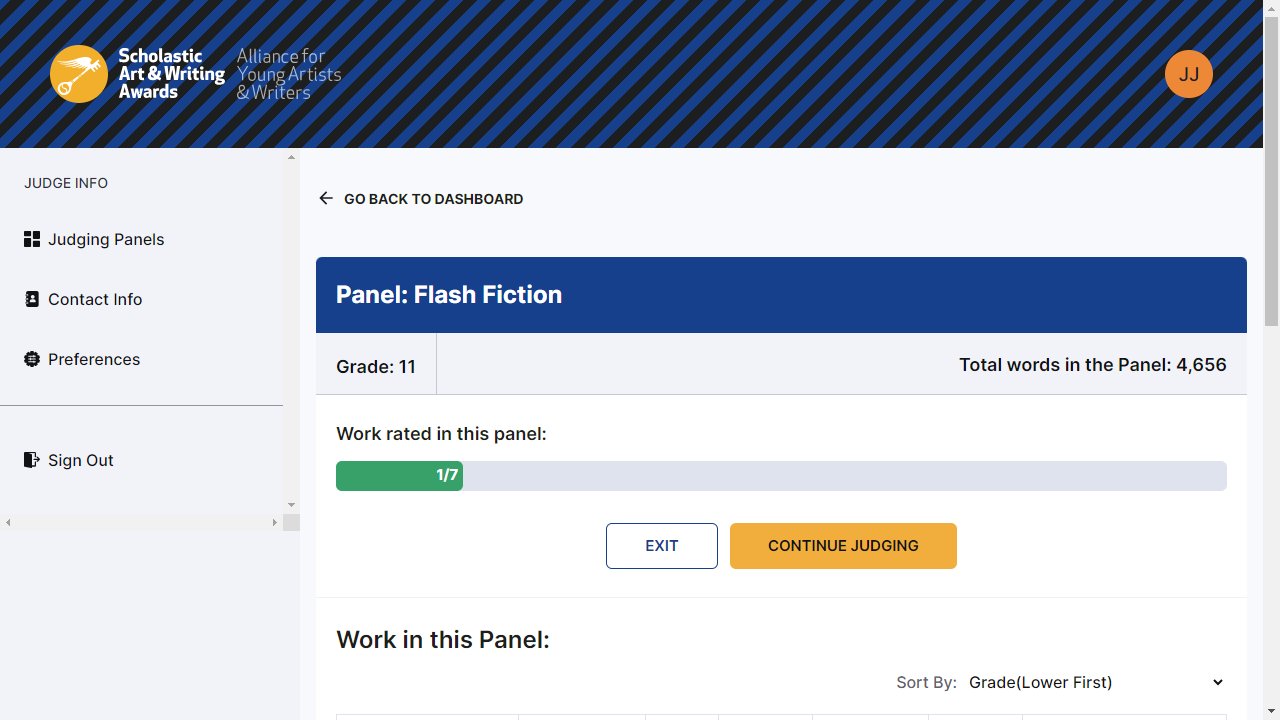 Scholastic
Art & Writing
Awards
Alliance for
Young Artists
& Writers
JJ
JUDGE INFO
Judging Panels
Contact Info
Preferences
Sign Out
GO BACK TO DASHBOARD
Panel: Flash Fiction
Grade: 11
Total words in the Panel: 4,656
Work rated in this panel:
1/7
EXIT
CONTINUE JUDGING
Work in this Panel:
Sort By: Grade(Lower First)